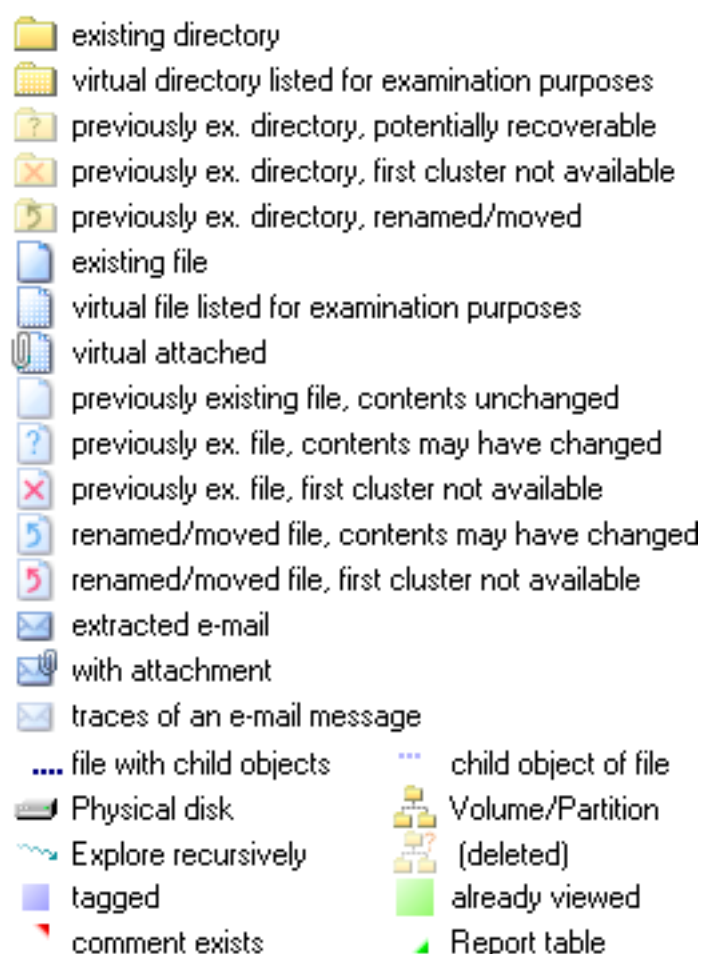 existing directory
virtual directory listed for examination purposes
previously ex. directory, potentially recoverable
previously ex. directory, first cluster not available
previously ex. directory, renamed/moved
existing file
virtual file listed for examination purposes
virtual attached
previously existing file, contents unchanged
previously ex. file, contents may have changed
previously ex. file, first cluster not available
renamed/moved file, contents may have changed
renamed/moved file, first cluster not available
extracted e-mail
with attachment
traces of an e-mail message
file with child objects child object of file
Physical disk Volume/Partition
Explore recursively (deleted)
tagged already viewed
comment exists Report table